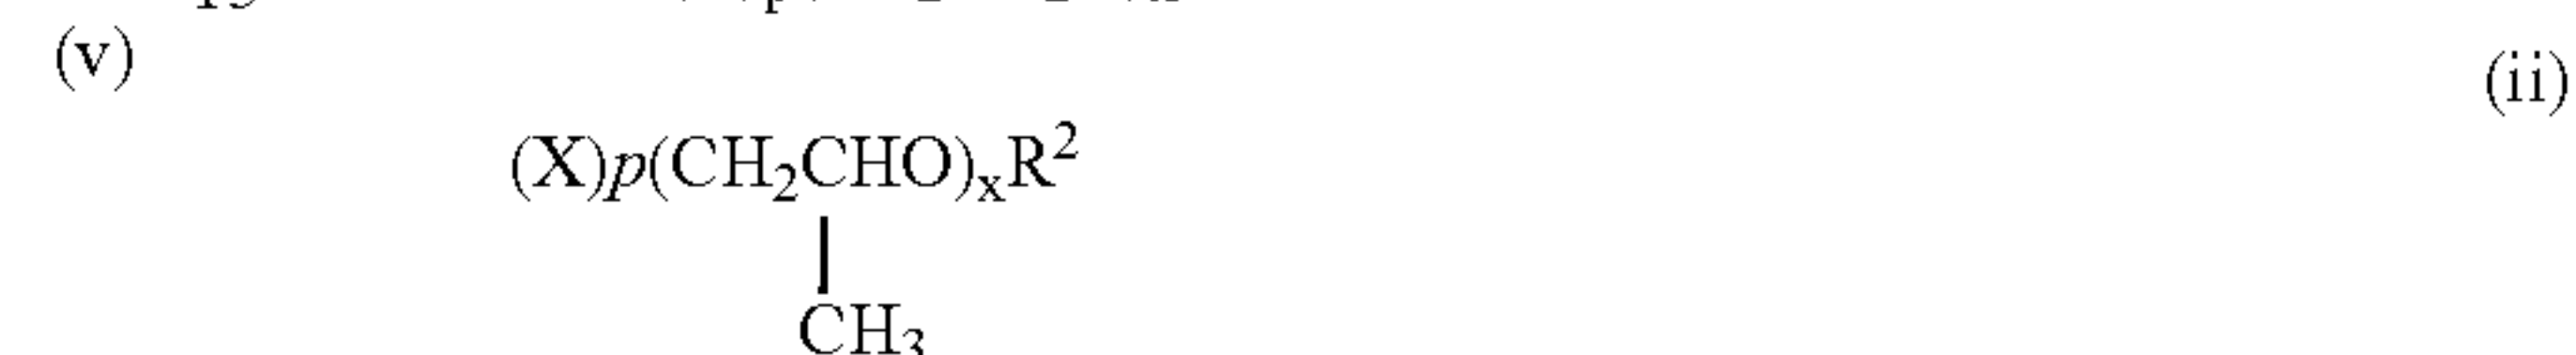 (v)
(ii)
(X)p(CH₂CHO)ₓR²
|
CH₃